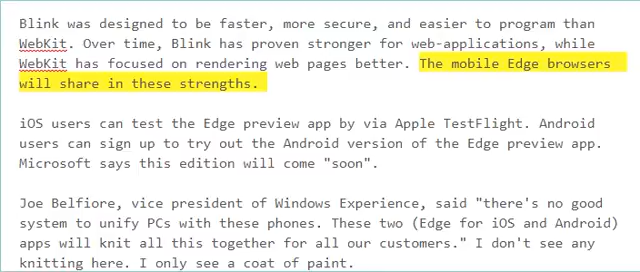 Blink was designed to be faster, more secure, and easier to program than
WebKit. Over time, Blink has proven stronger for web-applications, while
WebKit has focused on rendering web pages better. The mobile Edge browsers
will share in these strengths.
iOS users can test the Edge preview app by via Apple TestFlight. Android
users can sign up to try out the Android version of the Edge preview app.
Microsoft says this edition will come "soon".
Joe Belfiore, vice president of Windows Experience, said "there's no good
system to unify PCs with these phones. These two (Edge for iOS and Android)
apps will knit all this together for all our customers." I don't see any
knitting here. I only see a coat of paint.